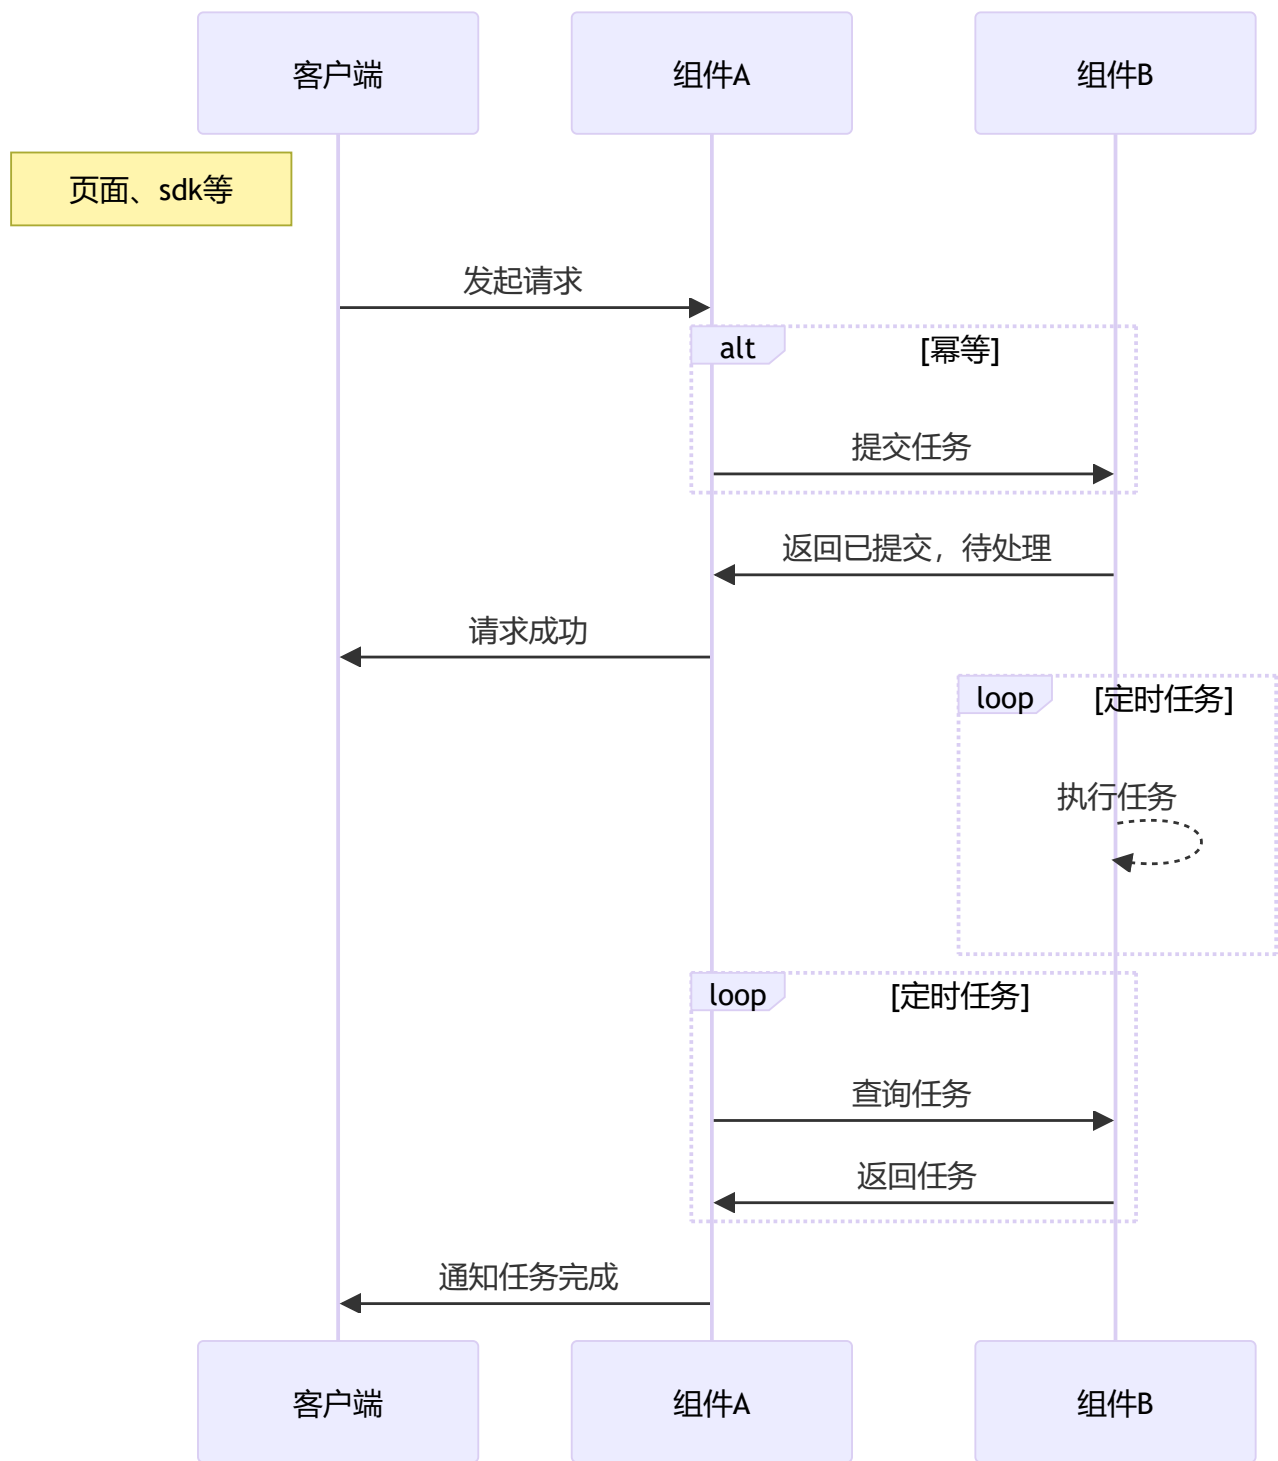 客户端
组件A
组件B
页面、sdk等
发起请求
alt
[幂等]
提交任务
返回已提交，待处理
请求成功
loop
[定时任务]
执行任务
loop
[定时任务]
查询任务
返回任务
通知任务完成
客户端
组件A
组件B